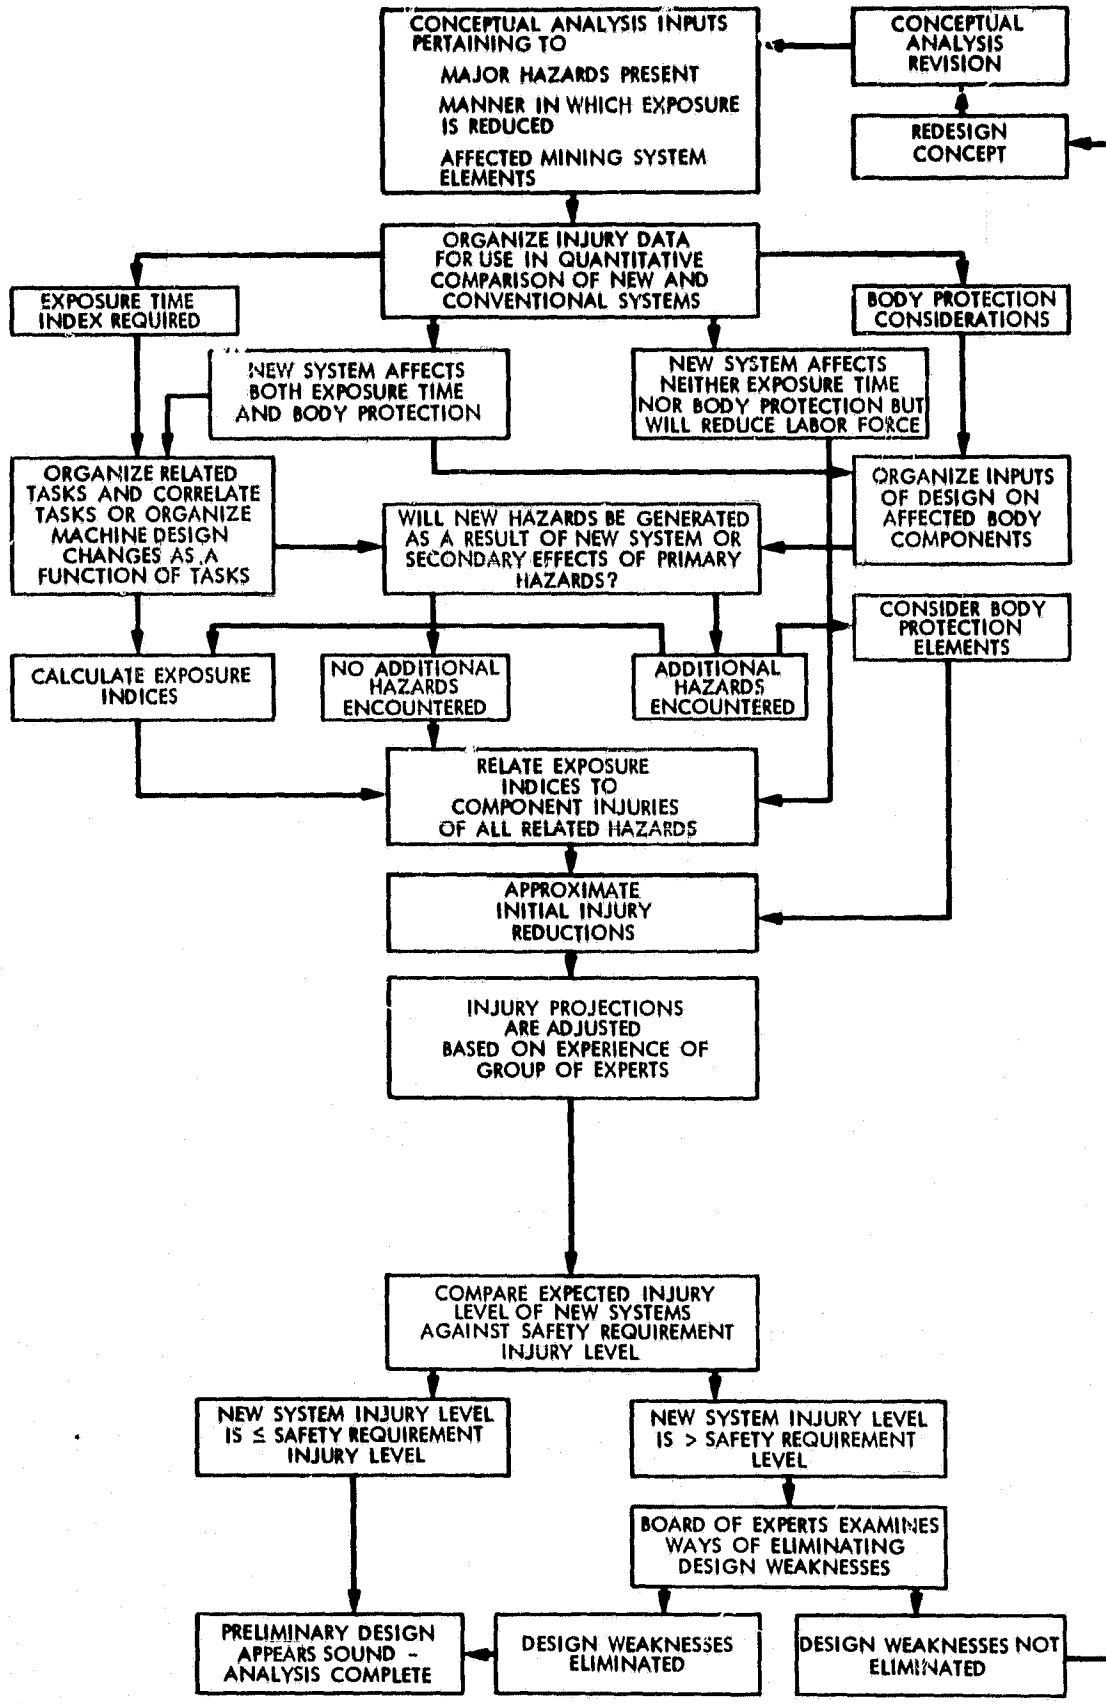 CONCEPTUAL ANALYSIS INPUTS
PERTAINING TO
MAJOR HAZARDS PRESENT
MANNER IN WHICH EXPOSURE
IS REDUCED
AFFECTED MINING SYSTEM
ELEMENTS
CONCEPTUAL
ANALYSIS
REVISION
REDESIGN
CONCEPT
ORGANIZE INJURY DATA
FOR USE IN QUANTITATIVE
COMPARISON OF NEW AND
CONVENTIONAL SYSTEMS
EXPOSURE TIME
INDEX REQUIRED
BODY PROTECTION
CONSIDERATIONS
NEW SYSTEM AFFECTS
BOTH EXPOSURE TIME
AND BODY PROTECTION
NEW SYSTEM AFFECTS
NEITHER EXPOSURE TIME
NOR BODY PROTECTION BUT
WILL REDUCE LABOR FORCE
ORGANIZE RELATED
TASKS AND CORRELATE
TASKS OR ORGANIZE
MACHINE DESIGN
CHANGES AS A
FUNCTION OF TASKS
WILL NEW HAZARDS BE GENERATED
AS A RESULT OF NEW SYSTEM OR
SECONDARY EFFECTS OF PRIMARY
HAZARDS?
ORGANIZE INPUTS
OF DESIGN ON
AFFECTED BODY
COMPONENTS
CONSIDER BODY
PROTECTION
ELEMENTS
CALCULATE EXPOSURE
INDICES
NO ADDITIONAL
HAZARDS
ENCOUNTERED
ADDITIONAL
HAZARDS
ENCOUNTERED
RELATE EXPOSURE
INDICES TO
COMPONENT INJURIES
OF ALL RELATED HAZARDS
APPROXIMATE
INITIAL INJURY
REDUCTIONS
INJURY PROJECTIONS
ARE ADJUSTED
BASED ON EXPERIENCE OF
GROUP OF EXPERTS
COMPARE EXPECTED INJURY
LEVEL OF NEW SYSTEMS
AGAINST SAFETY REQUIREMENT
INJURY LEVEL
NEW SYSTEM INJURY LEVEL
IS ≤ SAFETY REQUIREMENT
INJURY LEVEL
NEW SYSTEM INJURY LEVEL
IS > SAFETY REQUIREMENT
LEVEL
BOARD OF EXPERTS EXAMINES
WAYS OF ELIMINATING
DESIGN WEAKNESSES
PRELIMINARY DESIGN
APPEARS SOUND -
ANALYSIS COMPLETE
DESIGN WEAKNESSES
ELIMINATED
DESIGN WEAKNESSES NOT
ELIMINATED